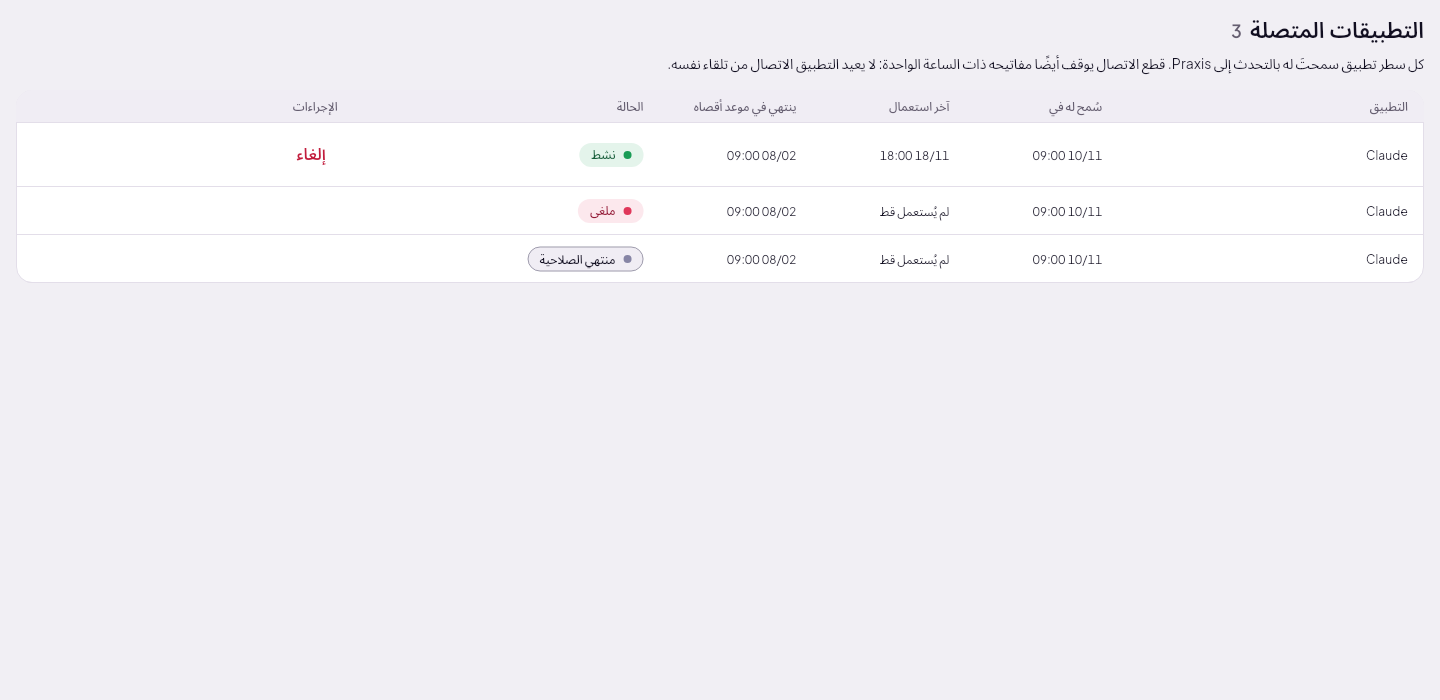 التطبيقات المتصلة 3
كل سطر تطبيق سمحتَ له بالتحدث إلى Praxis. قطع الاتصال يوقف أيضًا مفاتيحه ذات الساعة الواحدة: لا يعيد التطبيق الاتصال من تلقاء نفسه.
التطبيق سُمح له في آخر استعمال ينتهي في موعد أقصاه الحالة الإجراءات
Claude 10/11 09:00 18/11 18:00 08/02 09:00 نشط إلغاء
Claude 10/11 09:00 لم يُستعمل قط 08/02 09:00 ملغى
Claude 10/11 09:00 لم يُستعمل قط 08/02 09:00 منتهي الصلاحية